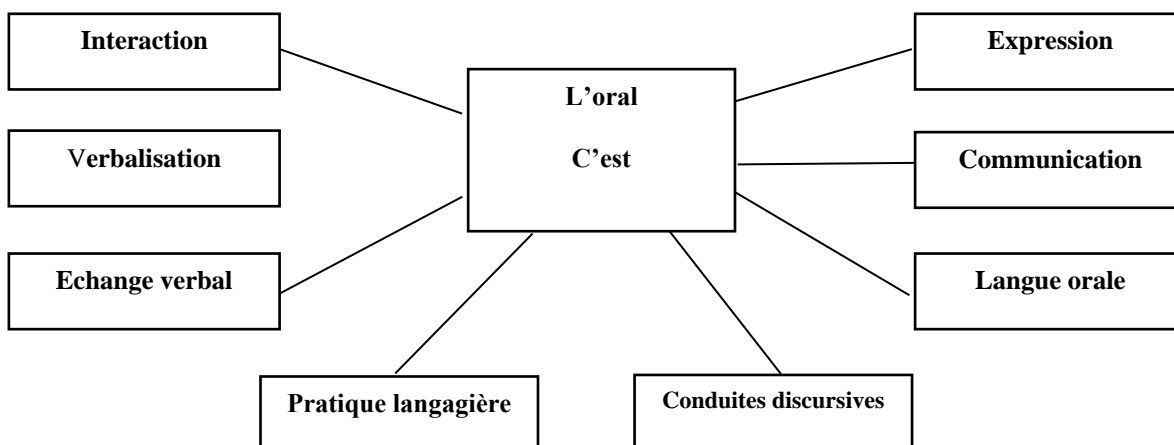 Interaction
Expression
L’oral
C’est
Verbalisation
Communication
Echange verbal
Langue orale
Pratique langagière
Conduites discursives